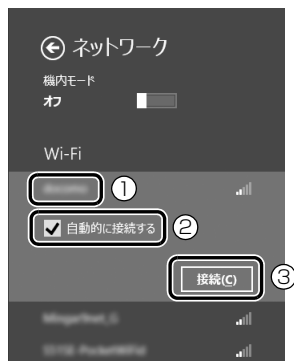 ネットワーク
機内モード
オフ
Wi-Fi
①
自動的に接続する ②
接続(C) ③